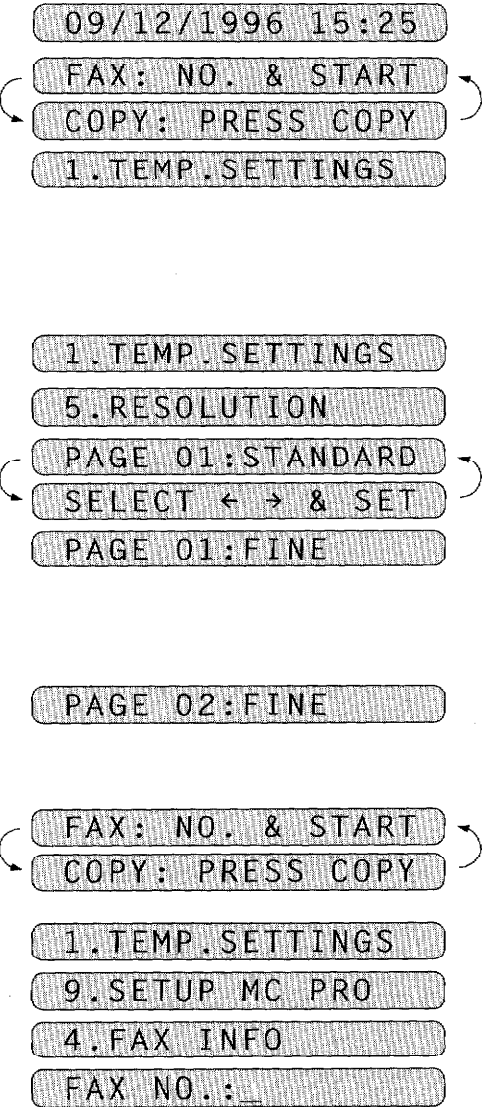 09/12/1996 15:25
FAX: NO. & START
COPY: PRESS COPY
1.TEMP.SETTINGS
1.TEMP.SETTINGS
5.RESOLUTION
PAGE 01:STANDARD
SELECT ← → & SET
PAGE 01:FINE
PAGE 02:FINE
FAX: NO. & START
COPY: PRESS COPY
1.TEMP.SETTINGS
9.SETUP MC PRO
4.FAX INFO
FAX NO.:_